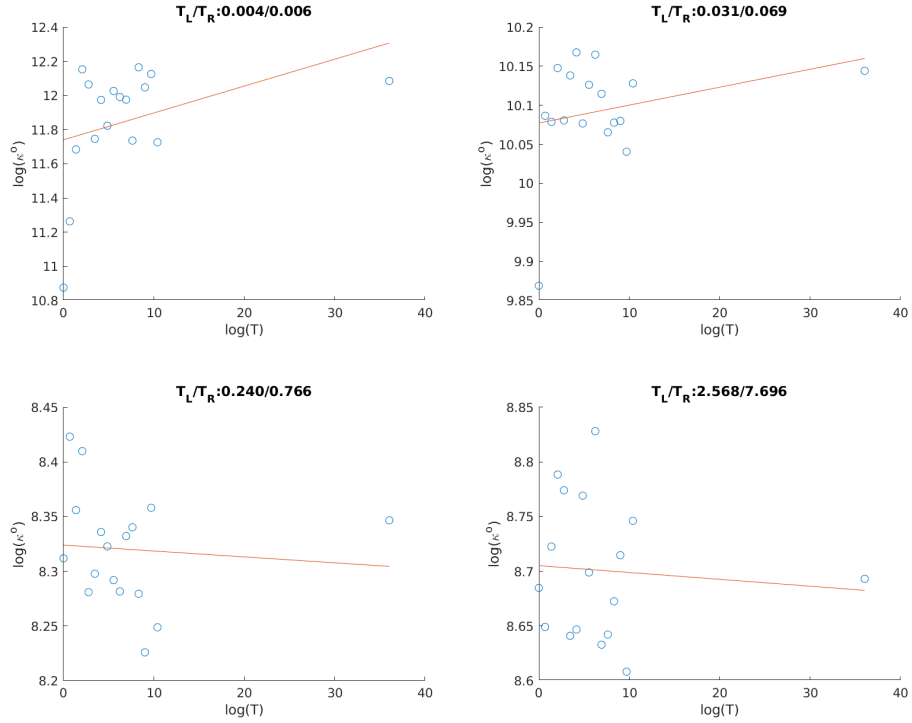 T_L/T_R:0.004/0.006
12.4
12.2
12
11.8
11.6
11.4
11.2
11
10.8
log(κ^o)
0 10 20 30 40
log(T)
T_L/T_R:0.031/0.069
10.2
10.15
10.1
10.05
10
9.95
9.9
9.85
log(κ^o)
0 10 20 30 40
log(T)
T_L/T_R:0.240/0.766
8.45
8.4
8.35
8.3
8.25
8.2
log(κ^o)
0 10 20 30 40
log(T)
T_L/T_R:2.568/7.696
8.85
8.8
8.75
8.7
8.65
8.6
log(κ^o)
0 10 20 30 40
log(T)